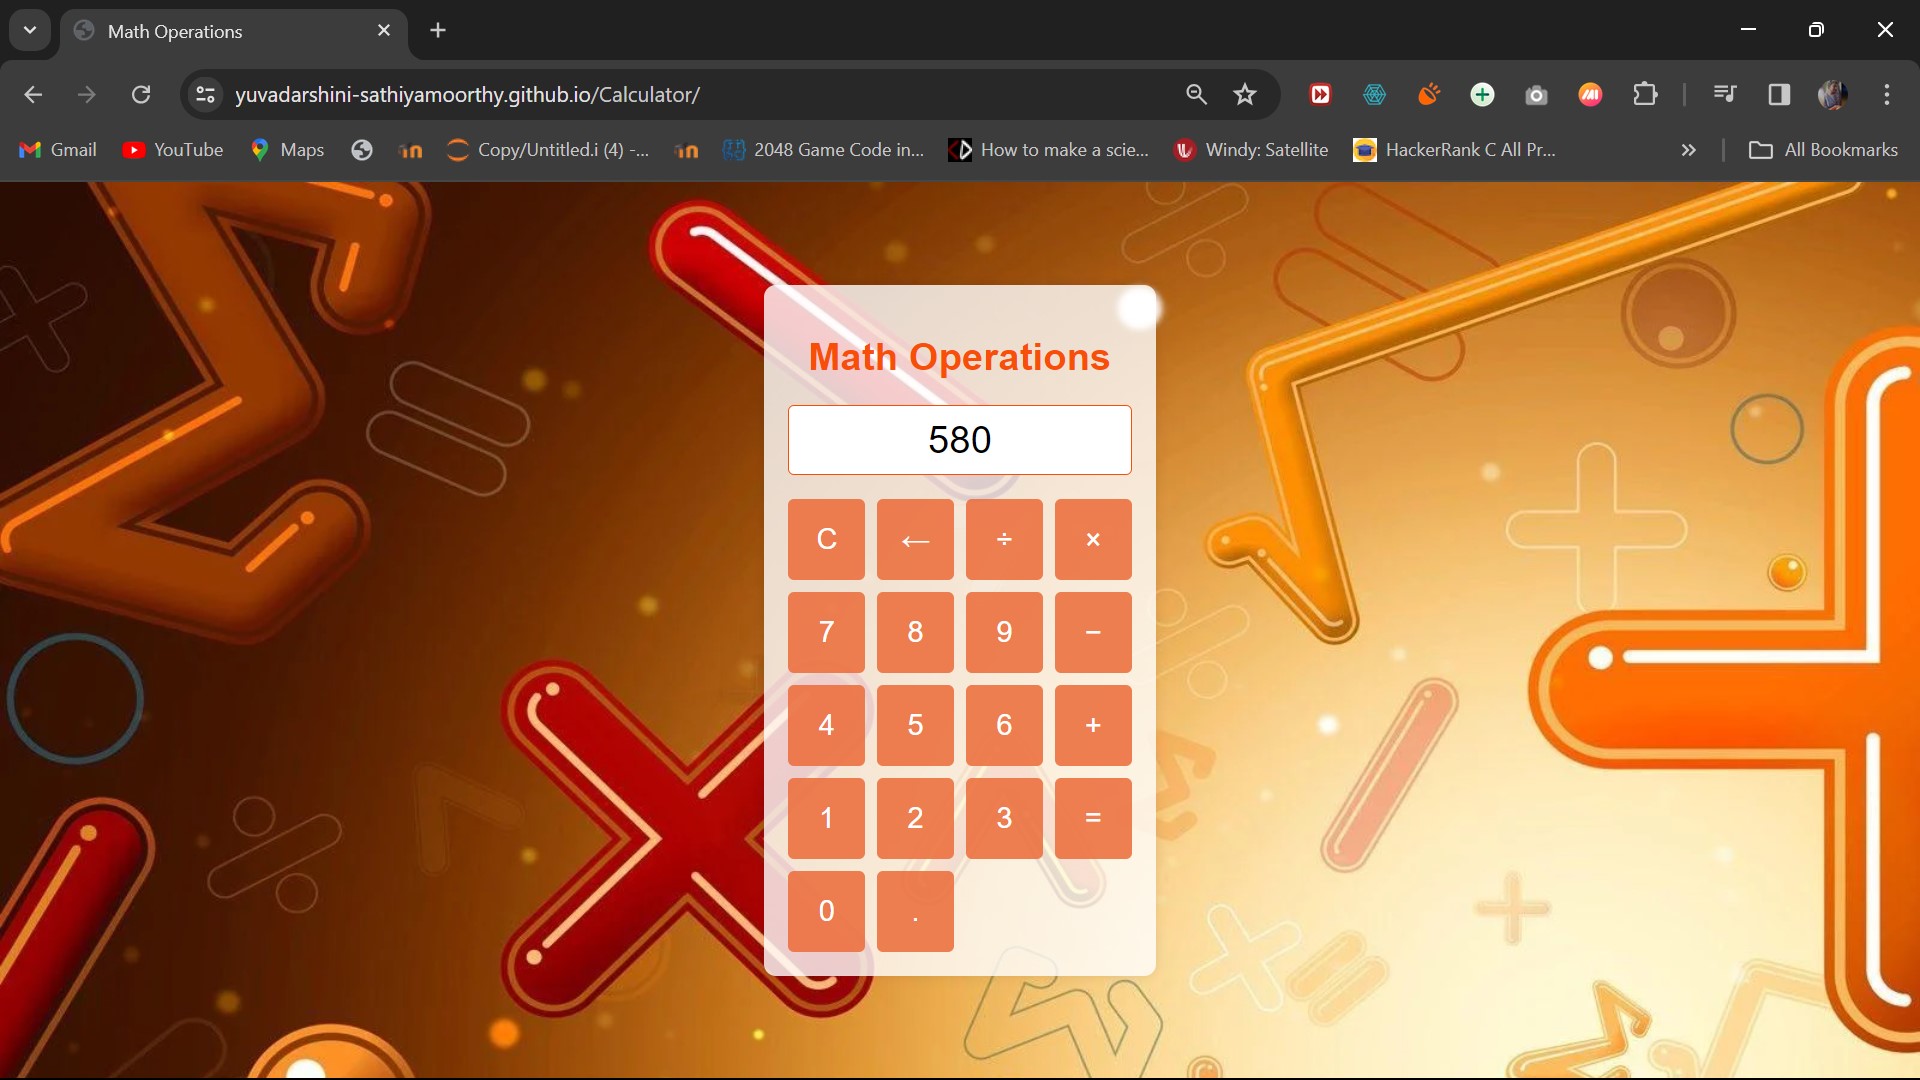 Math Operations
yuvadarshini-sathiyamoorthy.github.io/Calculator/
Gmail YouTube Maps Copy/Untitled.i (4) -... 2048 Game Code in... How to make a scie... Windy: Satellite HackerRank C All Pr... » All Bookmarks
Math Operations
580
C ← ÷ ×
7 8 9 −
4 5 6 +
1 2 3 =
0 .